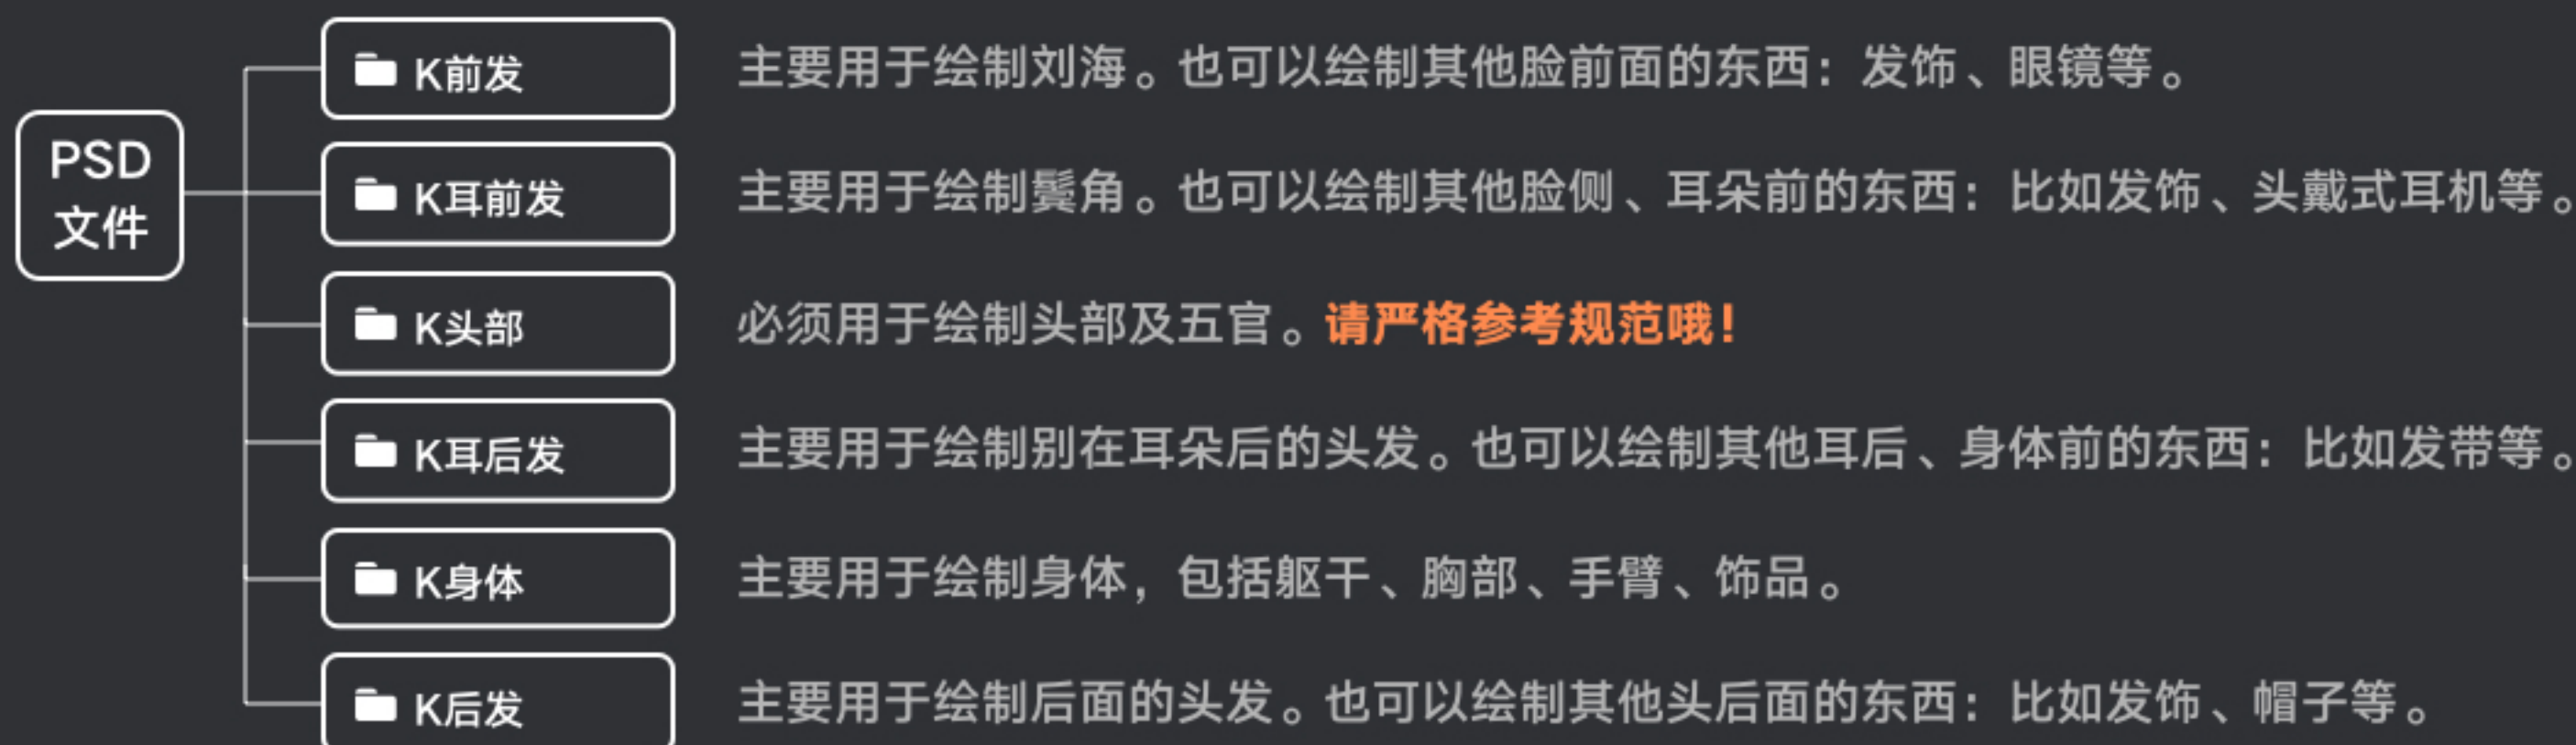 PSD
文件
K前发
主要用于绘制刘海。也可以绘制其他脸前面的东西：发饰、眼镜等。
K耳前发
主要用于绘制鬓角。也可以绘制其他脸侧、耳朵前的东西：比如发饰、头戴式耳机等。
K头部
必须用于绘制头部及五官。请严格参考规范哦！
K耳后发
主要用于绘制别在耳朵后的头发。也可以绘制其他耳后、身体前的东西：比如发带等。
K身体
主要用于绘制身体，包括躯干、胸部、手臂、饰品。
K后发
主要用于绘制后面的头发。也可以绘制其他头后面的东西：比如发饰、帽子等。